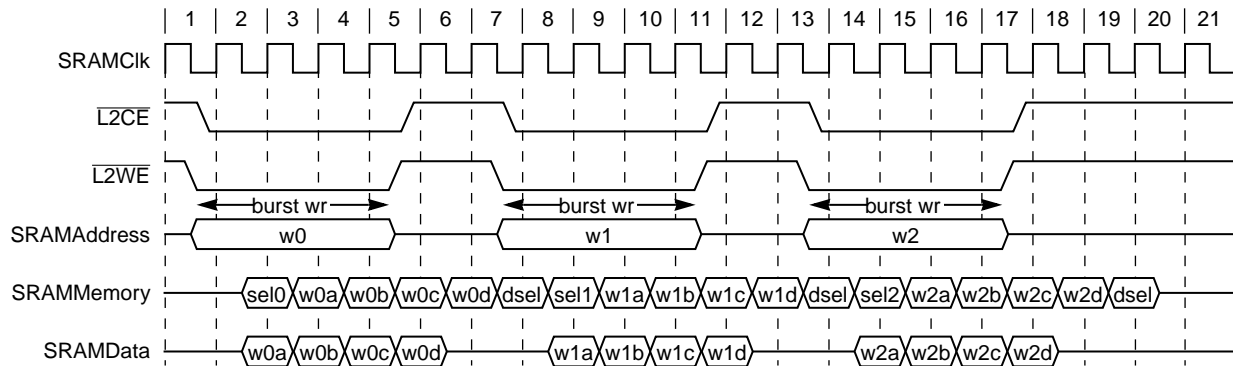 1 2 3 4 5 6 7 8 9 10 11 12 13 14 15 16 17 18 19 20 21
SRAMClk
L2CE
L2WE
burst wr burst wr burst wr
SRAMAddress w0 w1 w2
SRAMMemory sel0 w0a w0b w0c w0d dsel sel1 w1a w1b w1c w1d dsel sel2 w2a w2b w2c w2d dsel
SRAMData w0a w0b w0c w0d w1a w1b w1c w1d w2a w2b w2c w2d